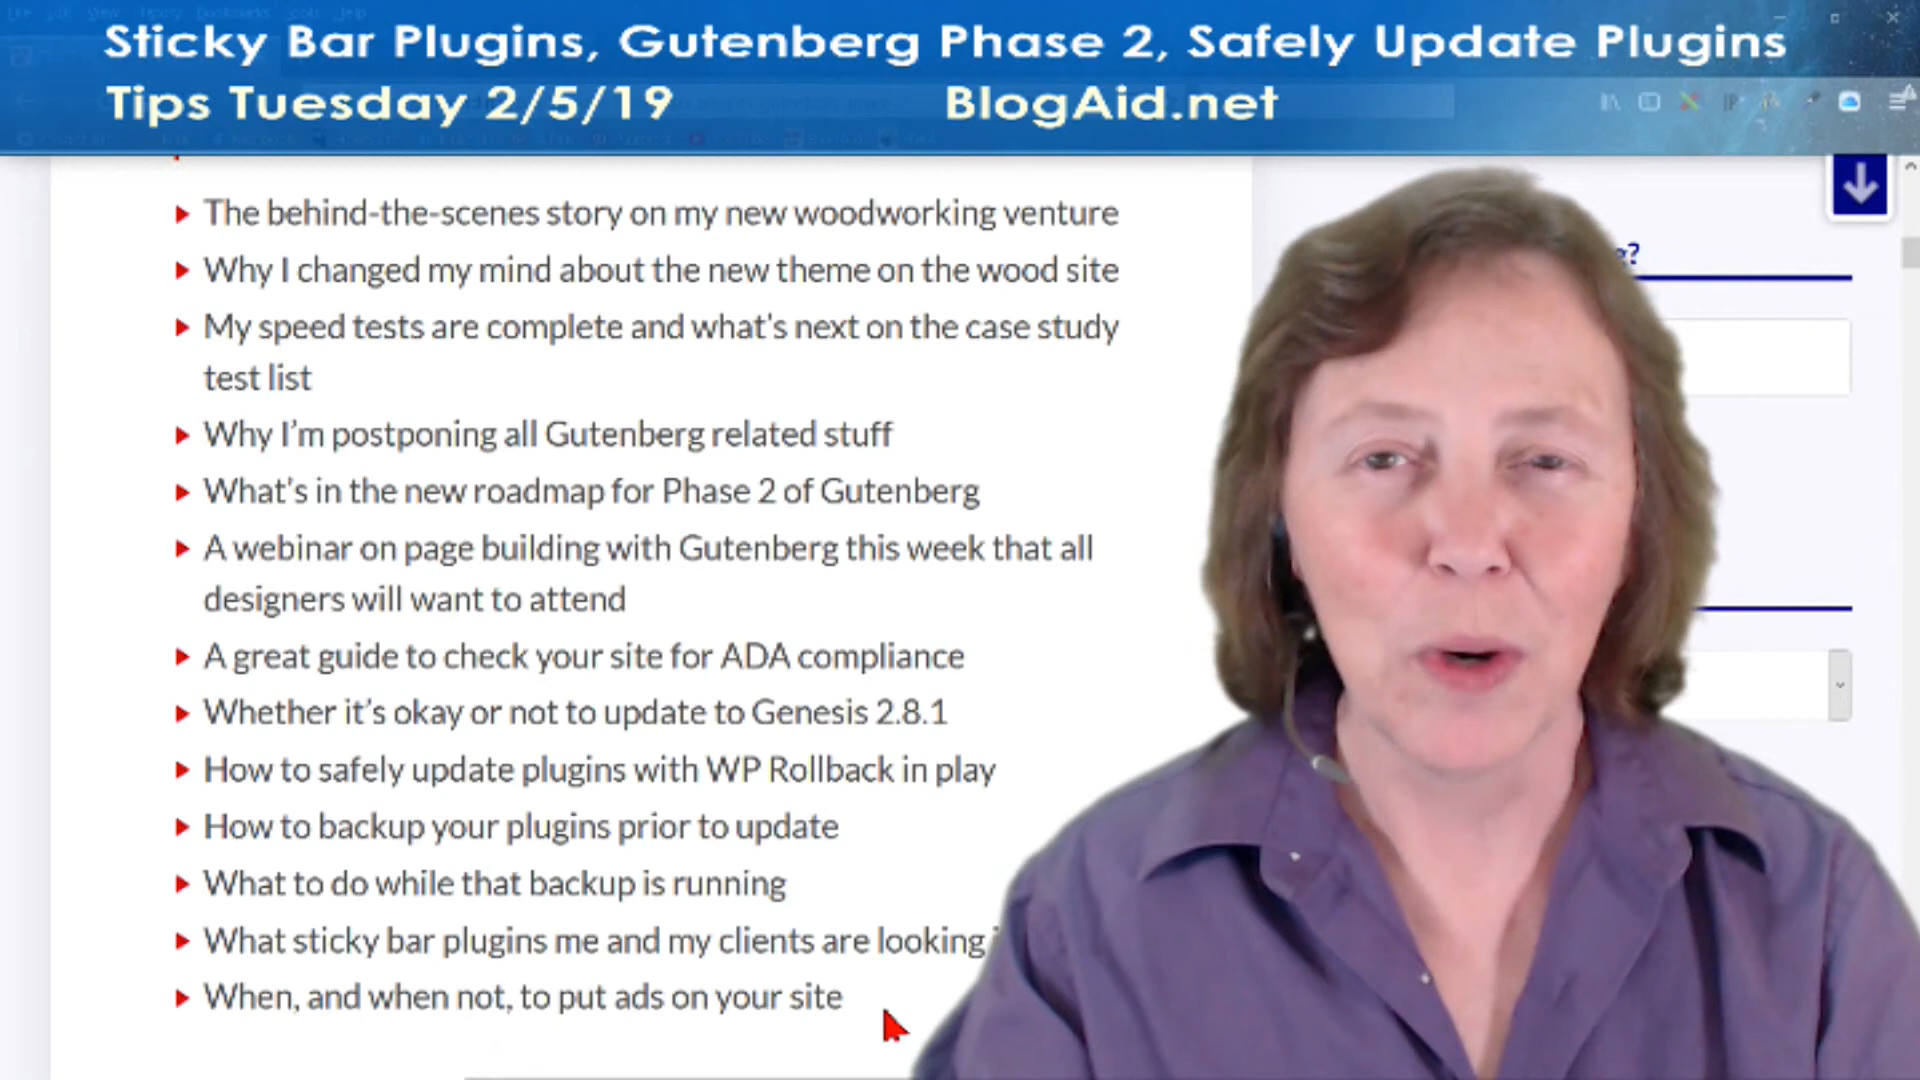 Sticky Bar Plugins, Gutenberg Phase 2, Safely Update Plugins
Tips Tuesday 2/5/19 BlogAid.net
The behind-the-scenes story on my new woodworking venture
Why I changed my mind about the new theme on the wood site
My speed tests are complete and what's next on the case study
test list
Why I'm postponing all Gutenberg related stuff
What's in the new roadmap for Phase 2 of Gutenberg
A webinar on page building with Gutenberg this week that all
designers will want to attend
A great guide to check your site for ADA compliance
Whether it's okay or not to update to Genesis 2.8.1
How to safely update plugins with WP Rollback in play
How to backup your plugins prior to update
What to do while that backup is running
What sticky bar plugins me and my clients are looking
When, and when not, to put ads on your site